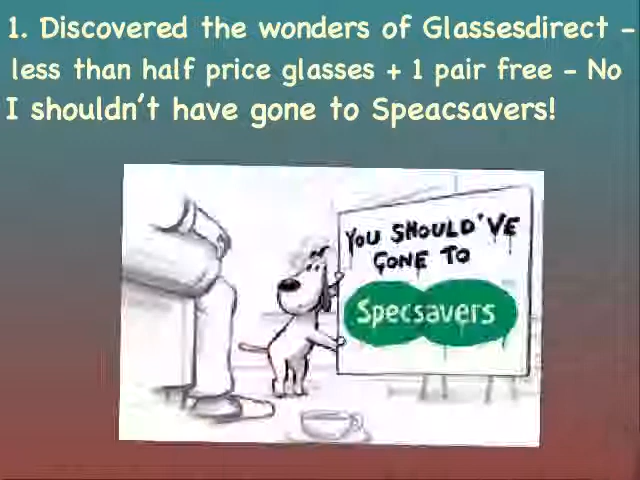 1. Discovered the wonders of Glassesdirect -
less than half price glasses + 1 pair free - No
I shouldn't have gone to Speacsavers!
YOU SHOULD'VE
GONE TO
Specsavers